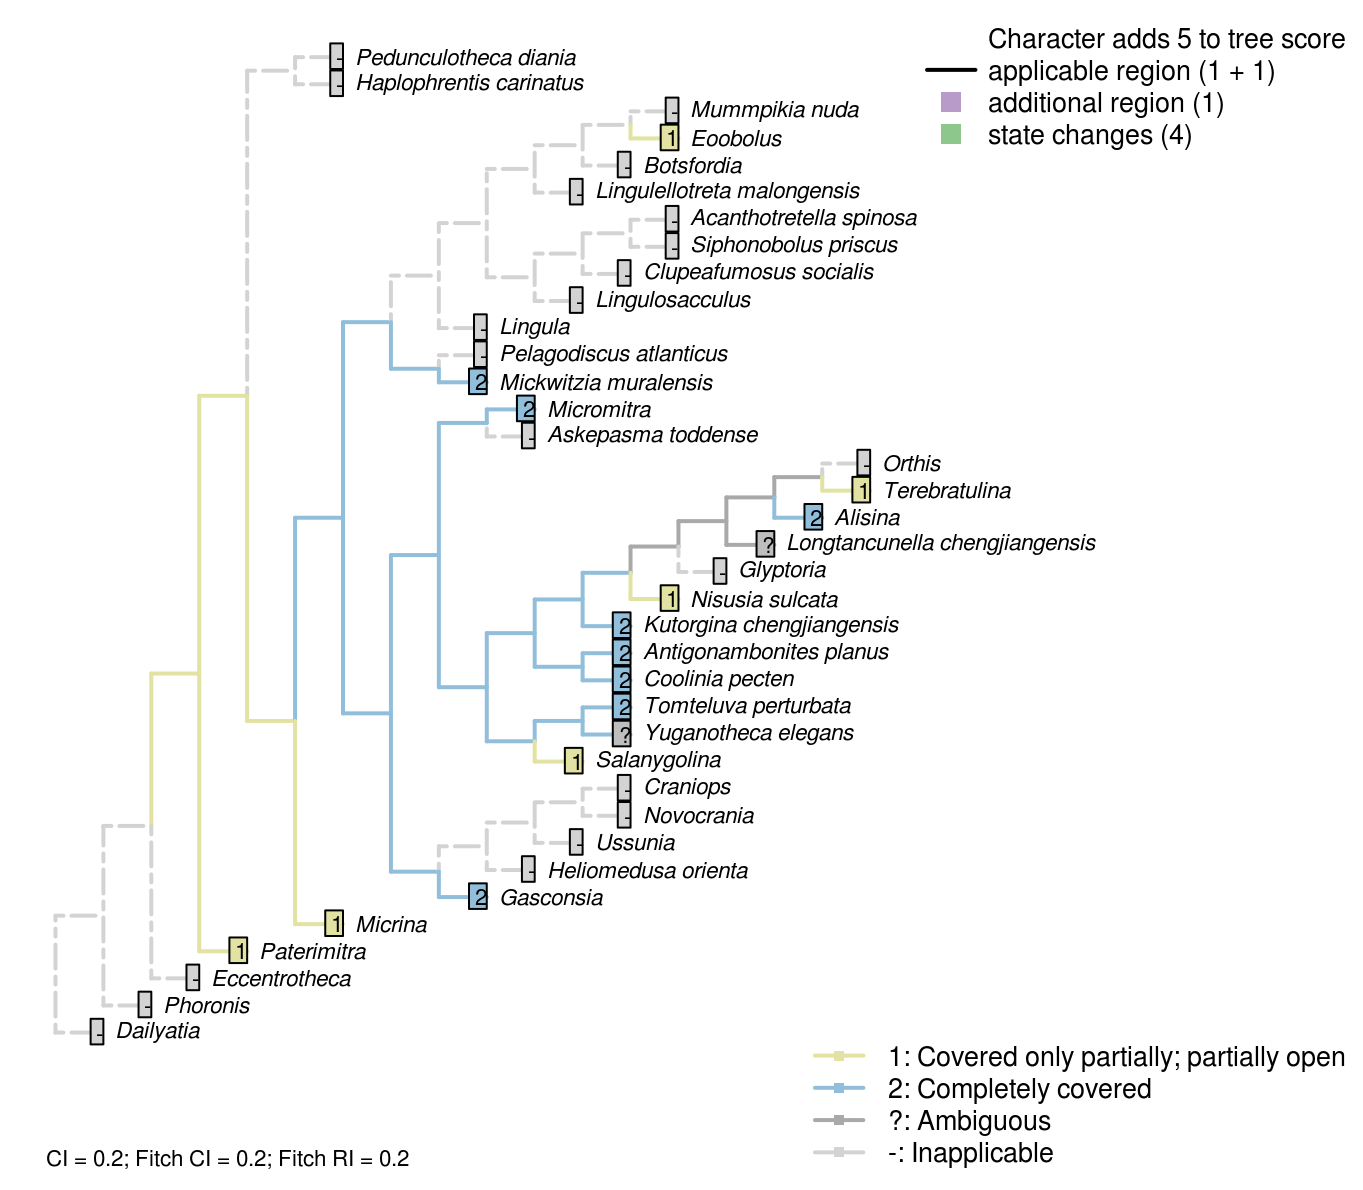 Character adds 5 to tree score
applicable region (1 + 1)
additional region (1)
state changes (4)
- Pedunculotheca diania
- Haplophrentis carinatus
- Mummpikia nuda
1 Eoobolus
- Botsfordia
- Lingulellotreta malongensis
- Acanthotretella spinosa
- Siphonobolus priscus
- Clupeafumosus socialis
- Lingulosacculus
- Lingula
- Pelagodiscus atlanticus
2 Mickwitzia muralensis
2 Micromitra
- Askepasma toddense
- Orthis
1 Terebratulina
2 Alisina
? Longtancunella chengjiangensis
- Glyptoria
1 Nisusia sulcata
2 Kutorgina chengjiangensis
2 Antigonambonites planus
2 Coolinia pecten
2 Tomteluva perturbata
? Yuganotheca elegans
1 Salanygolina
- Craniops
- Novocrania
- Ussunia
- Heliomedusa orienta
2 Gasconsia
1 Micrina
1 Paterimitra
- Eccentrotheca
- Phoronis
- Dailyatia
1: Covered only partially; partially open
2: Completely covered
?: Ambiguous
-: Inapplicable
CI = 0.2; Fitch CI = 0.2; Fitch RI = 0.2